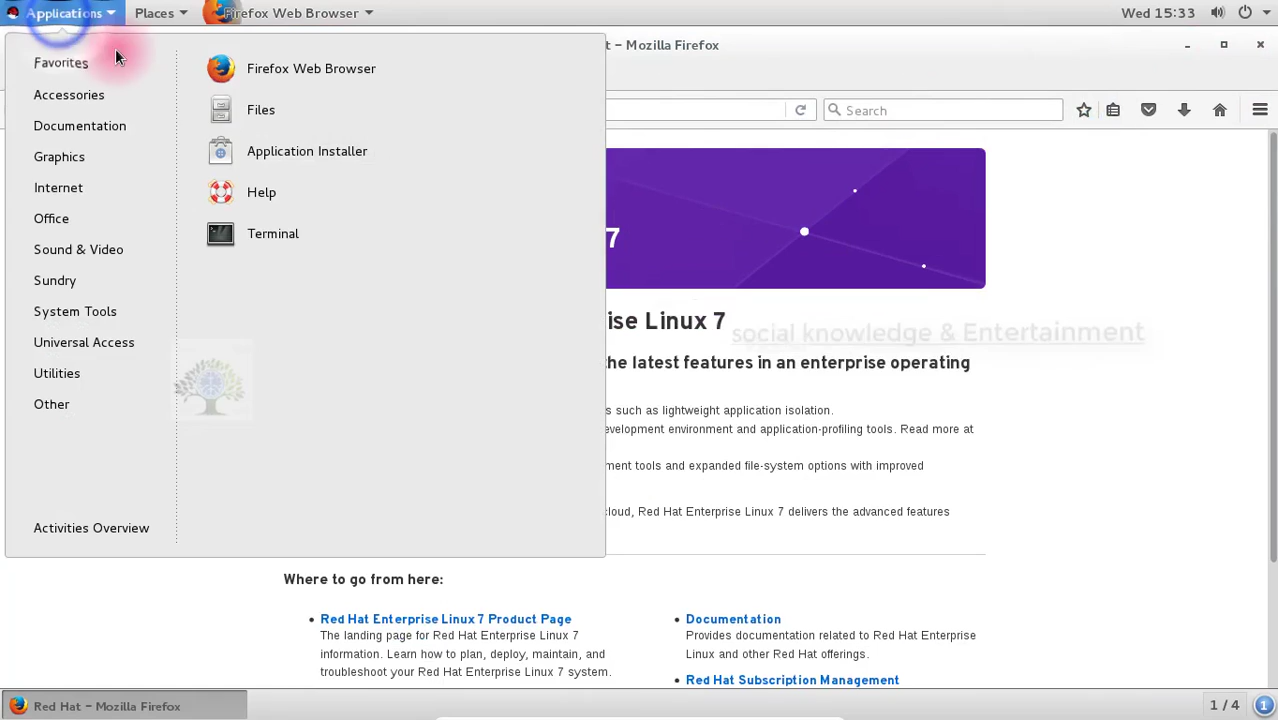 Applications Places Firefox Web Browser Wed 15:33
t – Mozilla Firefox
Favorites Firefox Web Browser
Accessories Files Search
Documentation
Graphics Application Installer
Internet Help
Office
Sound & Video Terminal 7
Sundry
System Tools ise Linux 7 social knowledge & Entertainment
Universal Access
Utilities the latest features in an enterprise operating
Other s such as lightweight application isolation.
evelopment environment and application-profiling tools. Read more at
ment tools and expanded file-system options with improved
cloud, Red Hat Enterprise Linux 7 delivers the advanced features
Activities Overview
Where to go from here:
• Red Hat Enterprise Linux 7 Product Page
The landing page for Red Hat Enterprise Linux 7
information. Learn how to plan, deploy, maintain, and
troubleshoot your Red Hat Enterprise Linux 7 system.
• Documentation
Provides documentation related to Red Hat Enterprise
Linux and other Red Hat offerings.
• Red Hat Subscription Management
Red Hat – Mozilla Firefox 1 / 4 1